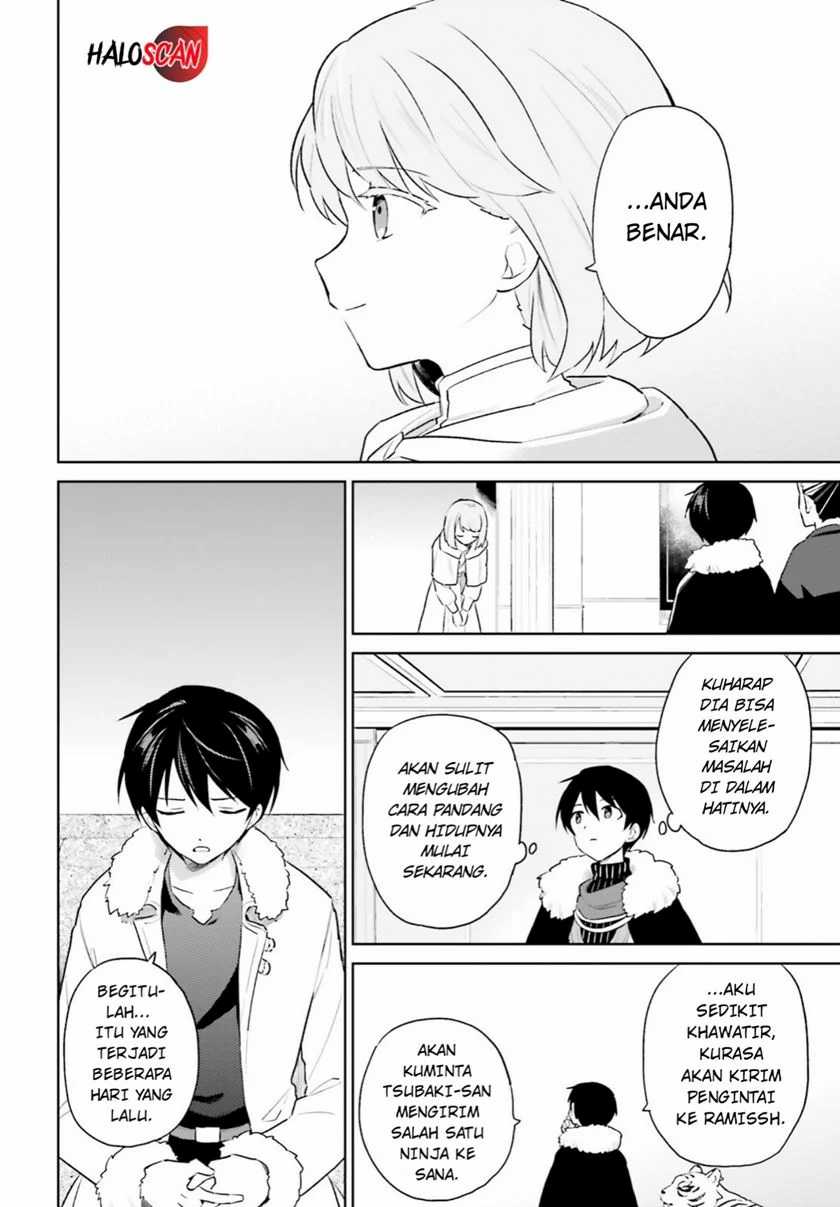 HALOSCAN
...ANDA
BENAR.
KUHARAP
DIA BISA
MENYELE-
SAIKAN
MASALAH
DI DALAM
HATINYA.
AKAN SULIT
MENGUBAH
CARA PANDANG
DAN HIDUPNYA
MULAI
SEKARANG.
...AKU
SEDIKIT
KHAWATIR,
KURASA
AKAN KIRIM
PENGINTAI
KE RAMISSH.
AKAN
KUMINTA
TSUBAKI-SAN
MENGIRIM
SALAH SATU
NINJA KE
SANA.
BEGITU-
LAH...
ITU YANG
TERJADI
BEBERAPA
HARI YANG
LALU.